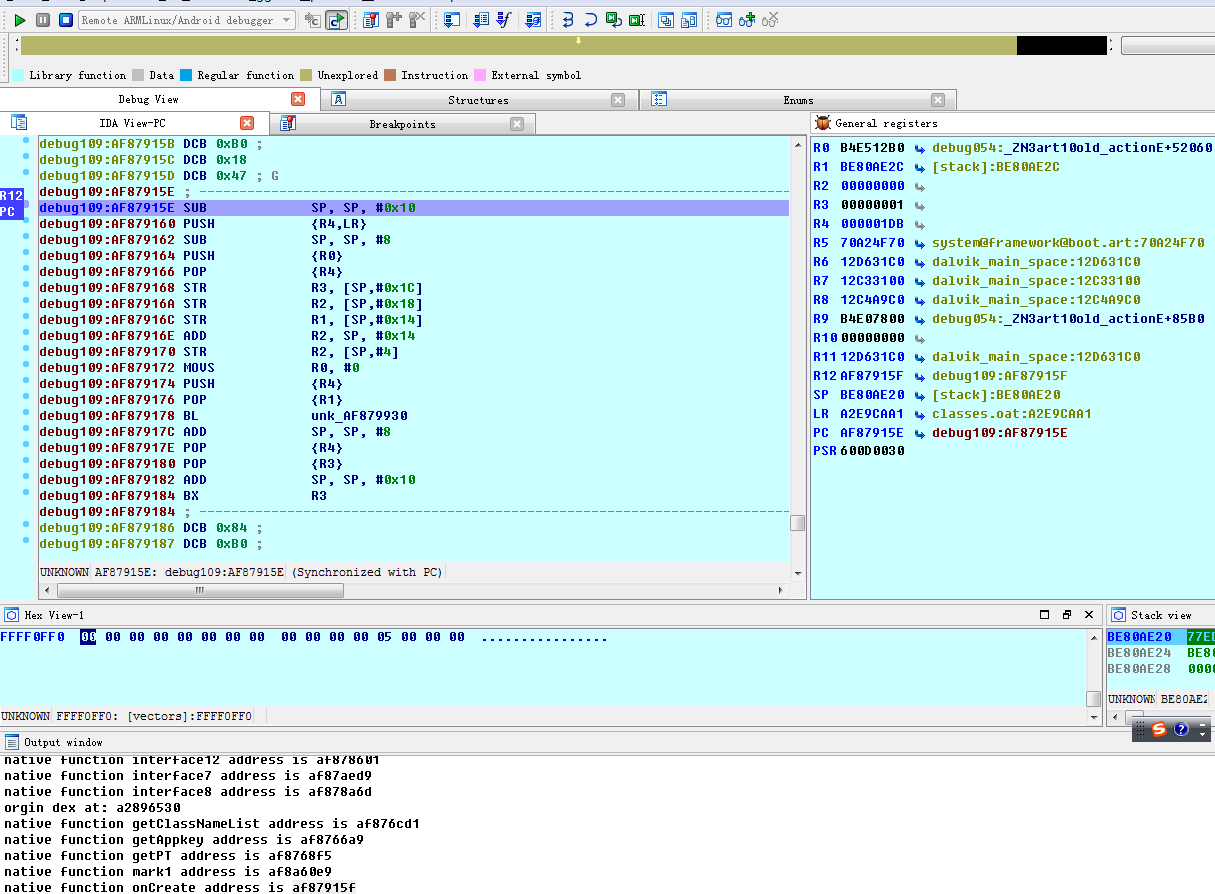 Remote ARMLinux/Android debugger
Library function Data Regular function Unexplored Instruction External symbol
Debug View Structures Enums
IDA View-PC Breakpoints
debug109:AF87915B DCB 0xB0 ;
debug109:AF87915C DCB 0x18
debug109:AF87915D DCB 0x47 ; G
debug109:AF87915E ; ---------------------------------------------------------------------------
debug109:AF87915E SUB SP, SP, #0x10
debug109:AF879160 PUSH {R4,LR}
debug109:AF879162 SUB SP, SP, #8
debug109:AF879164 PUSH {R0}
debug109:AF879166 POP {R4}
debug109:AF879168 STR R3, [SP,#0x1C]
debug109:AF87916A STR R2, [SP,#0x18]
debug109:AF87916C STR R1, [SP,#0x14]
debug109:AF87916E ADD R2, SP, #0x14
debug109:AF879170 STR R2, [SP,#4]
debug109:AF879172 MOVS R0, #0
debug109:AF879174 PUSH {R4}
debug109:AF879176 POP {R1}
debug109:AF879178 BL unk_AF879930
debug109:AF87917C ADD SP, SP, #8
debug109:AF87917E POP {R4}
debug109:AF879180 POP {R3}
debug109:AF879182 ADD SP, SP, #0x10
debug109:AF879184 BX R3
debug109:AF879184 ; ---------------------------------------------------------------------------
debug109:AF879186 DCB 0x84 ;
debug109:AF879187 DCB 0xB0 ;
R12
PC
UNKNOWN AF87915E: debug109:AF87915E (Synchronized with PC)
General registers
R0 B4E512B0 debug054:_ZN3art10old_actionE+52060
R1 BE80AE2C [stack]:BE80AE2C
R2 00000000
R3 00000001
R4 000001DB
R5 70A24F70 system@framework@boot.art:70A24F70
R6 12D631C0 dalvik_main_space:12D631C0
R7 12C33100 dalvik_main_space:12C33100
R8 12C4A9C0 dalvik_main_space:12C4A9C0
R9 B4E07800 debug054:_ZN3art10old_actionE+85B0
R10 00000000
R11 12D631C0 dalvik_main_space:12D631C0
R12 AF87915F debug109:AF87915F
SP BE80AE20 [stack]:BE80AE20
LR A2E9CAA1 classes.oat:A2E9CAA1
PC AF87915E debug109:AF87915E
PSR 600D0030
Hex View-1
FFFF0FF0 00 00 00 00 00 00 00 00 00 00 00 00 05 00 00 00 ................
UNKNOWN FFFF0FF0: [vectors]:FFFF0FF0
Stack view
BE80AE20 77E
BE80AE24 BE8
BE80AE28 000
UNKNOWN BE80AE2
Output window
native function interface12 address is af878601
native function interface7 address is af87aed9
native function interface8 address is af878a6d
orgin dex at: a2896530
native function getClassNameList address is af876cd1
native function getAppkey address is af8766a9
native function getPT address is af8768f5
native function mark1 address is af8a60e9
native function onCreate address is af87915f